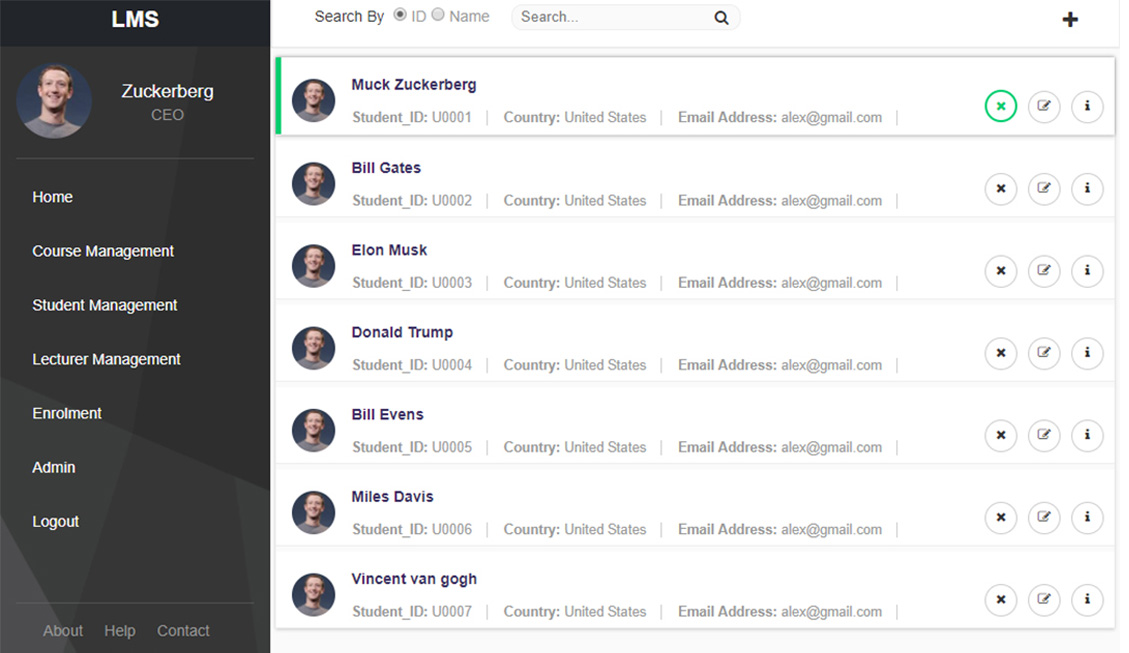 LMS
Search By ID Name Search...
Zuckerberg
CEO
Home
Course Management
Student Management
Lecturer Management
Enrolment
Admin
Logout
About Help Contact
Muck Zuckerberg
Student_ID: U0001 | Country: United States | Email Address: alex@gmail.com |
Bill Gates
Student_ID: U0002 | Country: United States | Email Address: alex@gmail.com |
Elon Musk
Student_ID: U0003 | Country: United States | Email Address: alex@gmail.com |
Donald Trump
Student_ID: U0004 | Country: United States | Email Address: alex@gmail.com |
Bill Evens
Student_ID: U0005 | Country: United States | Email Address: alex@gmail.com |
Miles Davis
Student_ID: U0006 | Country: United States | Email Address: alex@gmail.com |
Vincent van gogh
Student_ID: U0007 | Country: United States | Email Address: alex@gmail.com |